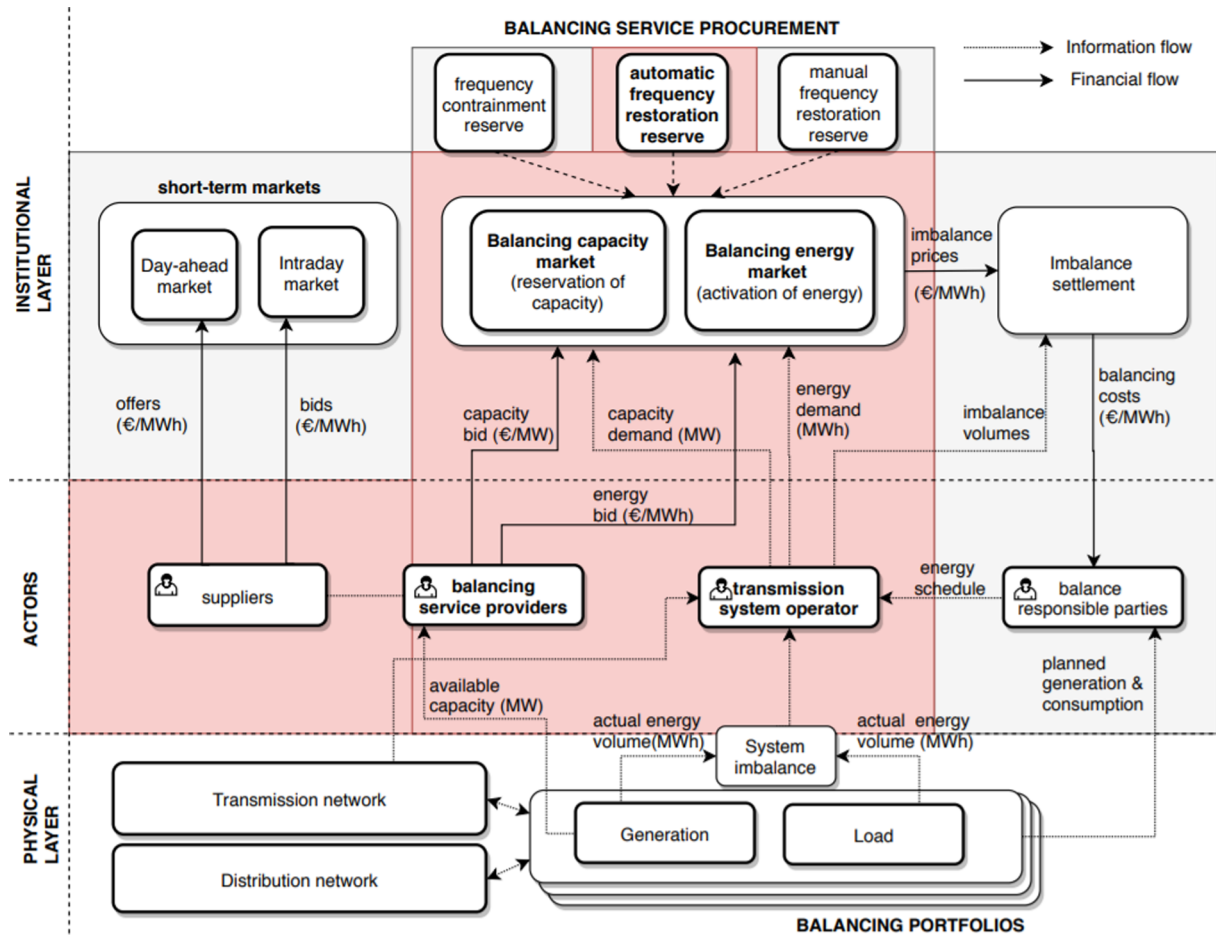 BALANCING SERVICE PROCUREMENT
Information flow
Financial flow
frequency
contrainment
reserve
automatic
frequency
restoration
reserve
manual
frequency
restoration
reserve
INSTITUTIONAL
LAYER
short-term markets
Day-ahead
market
Intraday
market
Balancing capacity
market
(reservation of
capacity)
Balancing energy
market
(activation of energy)
imbalance
prices
(€/MWh)
Imbalance
settlement
offers
(€/MWh)
bids
(€/MWh)
capacity
bid (€/MW)
capacity
demand (MW)
energy
demand
(MWh)
imbalance
volumes
balancing
costs
(€/MWh)
energy
bid (€/MWh)
ACTORS
suppliers
balancing
service providers
transmission
system operator
energy
schedule
balance
responsible parties
available
capacity (MW)
planned
generation &
consumption
actual energy
volume(MWh)
actual energy
volume (MWh)
System
imbalance
PHYSICAL
LAYER
Transmission network
Distribution network
Generation
Load
BALANCING PORTFOLIOS